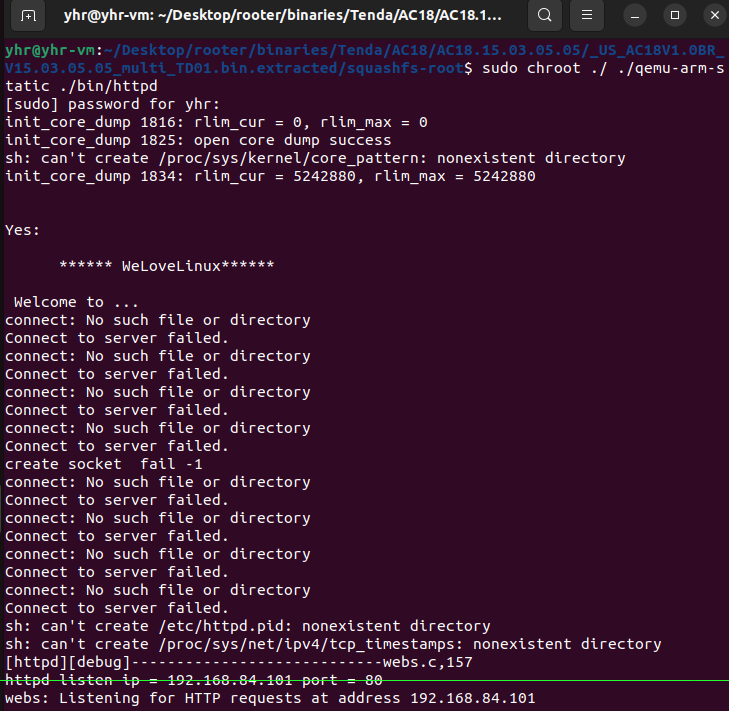 yhr@yhr-vm: ~/Desktop/rooter/binaries/Tenda/AC18/AC18.1...
yhr@yhr-vm:~/Desktop/rooter/binaries/Tenda/AC18/AC18.15.03.05.05/_US_AC18V1.0BR_
V15.03.05.05_multi_TD01.bin.extracted/squashfs-root$ sudo chroot ./ ./qemu-arm-s
tatic ./bin/httpd
[sudo] password for yhr:
init_core_dump 1816: rlim_cur = 0, rlim_max = 0
init_core_dump 1825: open core dump success
sh: can't create /proc/sys/kernel/core_pattern: nonexistent directory
init_core_dump 1834: rlim_cur = 5242880, rlim_max = 5242880
Yes:
****** WeLoveLinux******
Welcome to ...
connect: No such file or directory
Connect to server failed.
connect: No such file or directory
Connect to server failed.
connect: No such file or directory
Connect to server failed.
connect: No such file or directory
Connect to server failed.
create socket  fail -1
connect: No such file or directory
Connect to server failed.
connect: No such file or directory
Connect to server failed.
connect: No such file or directory
Connect to server failed.
connect: No such file or directory
Connect to server failed.
sh: can't create /etc/httpd.pid: nonexistent directory
sh: can't create /proc/sys/net/ipv4/tcp_timestamps: nonexistent directory
[httpd][debug]----------------------------webs.c,157
httpd listen ip = 192.168.84.101 port = 80
webs: Listening for HTTP requests at address 192.168.84.101